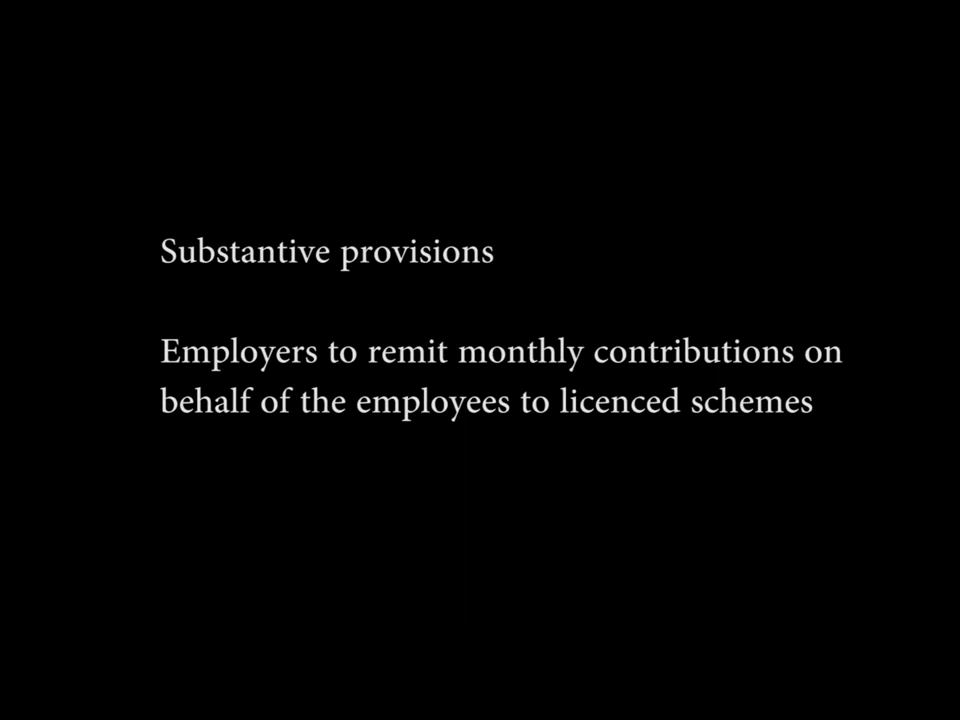 Substantive provisions
Employers to remit monthly contributions on
behalf of the employees to licenced schemes